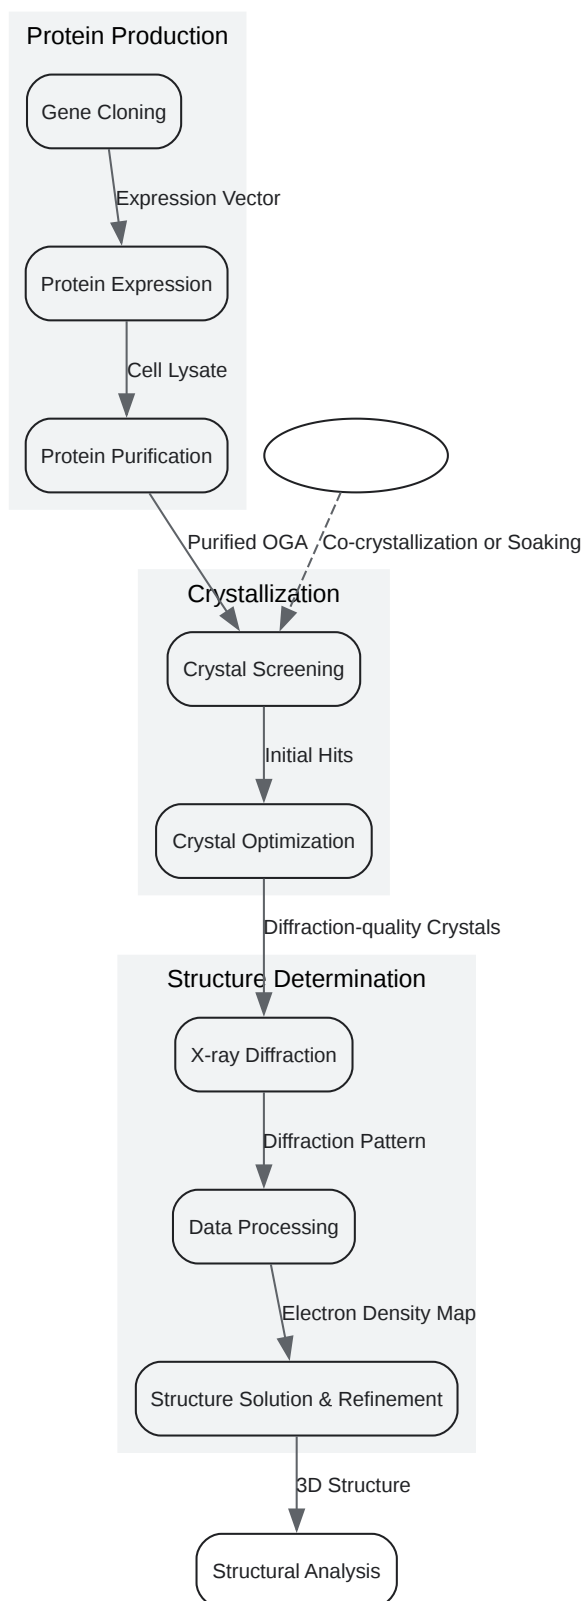 Protein Production
Gene Cloning
Expression Vector
Protein Expression
Cell Lysate
Protein Purification
Purified OGA
Co-crystallization or Soaking
Crystallization
Crystal Screening
Initial Hits
Crystal Optimization
Diffraction-quality Crystals
Structure Determination
X-ray Diffraction
Diffraction Pattern
Data Processing
Electron Density Map
Structure Solution & Refinement
3D Structure
Structural Analysis